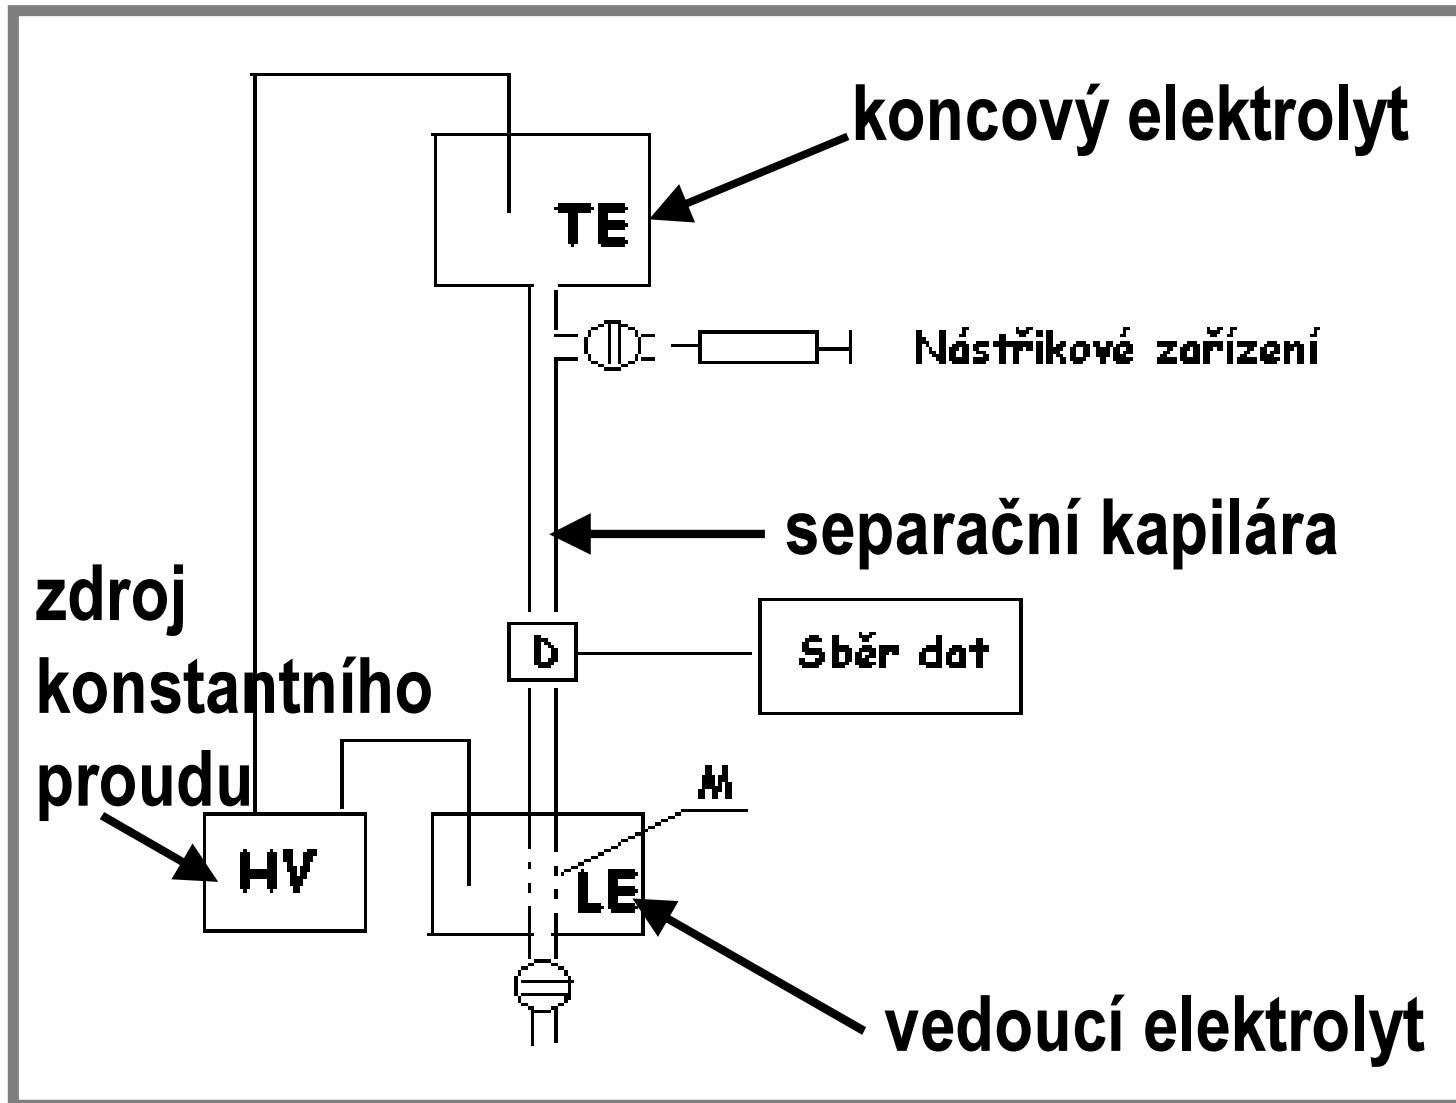 koncový elektrolyt
TE
Nástřikové zařízení
separační kapilára
zdroj
konstantního
proudu
D
Sběr dat
M
HV
LE
vedoucí elektrolyt